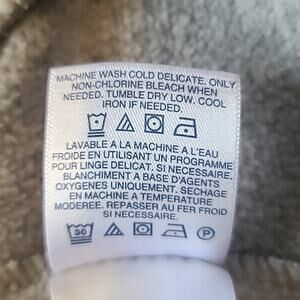 MACHINE WASH COLD DELICATE. ONLY
NON-CHLORINE BLEACH WHEN
NEEDED. TUMBLE DRY LOW. COOL
IRON IF NEEDED.
LAVABLE A LA MACHINE A L'EAU
FROIDE EN UTILISANT UN PROGRAMME
POUR LINGE DELICAT. SI NECESSAIRE.
BLANCHIMENT A BASE D'AGENTS
OXYGENES UNIQUEMENT. SECHAGE
EN MACHINE A TEMPERATURE
MODEREE. REPASSER AU FER FROID
SI NECESSAIRE.
30 P